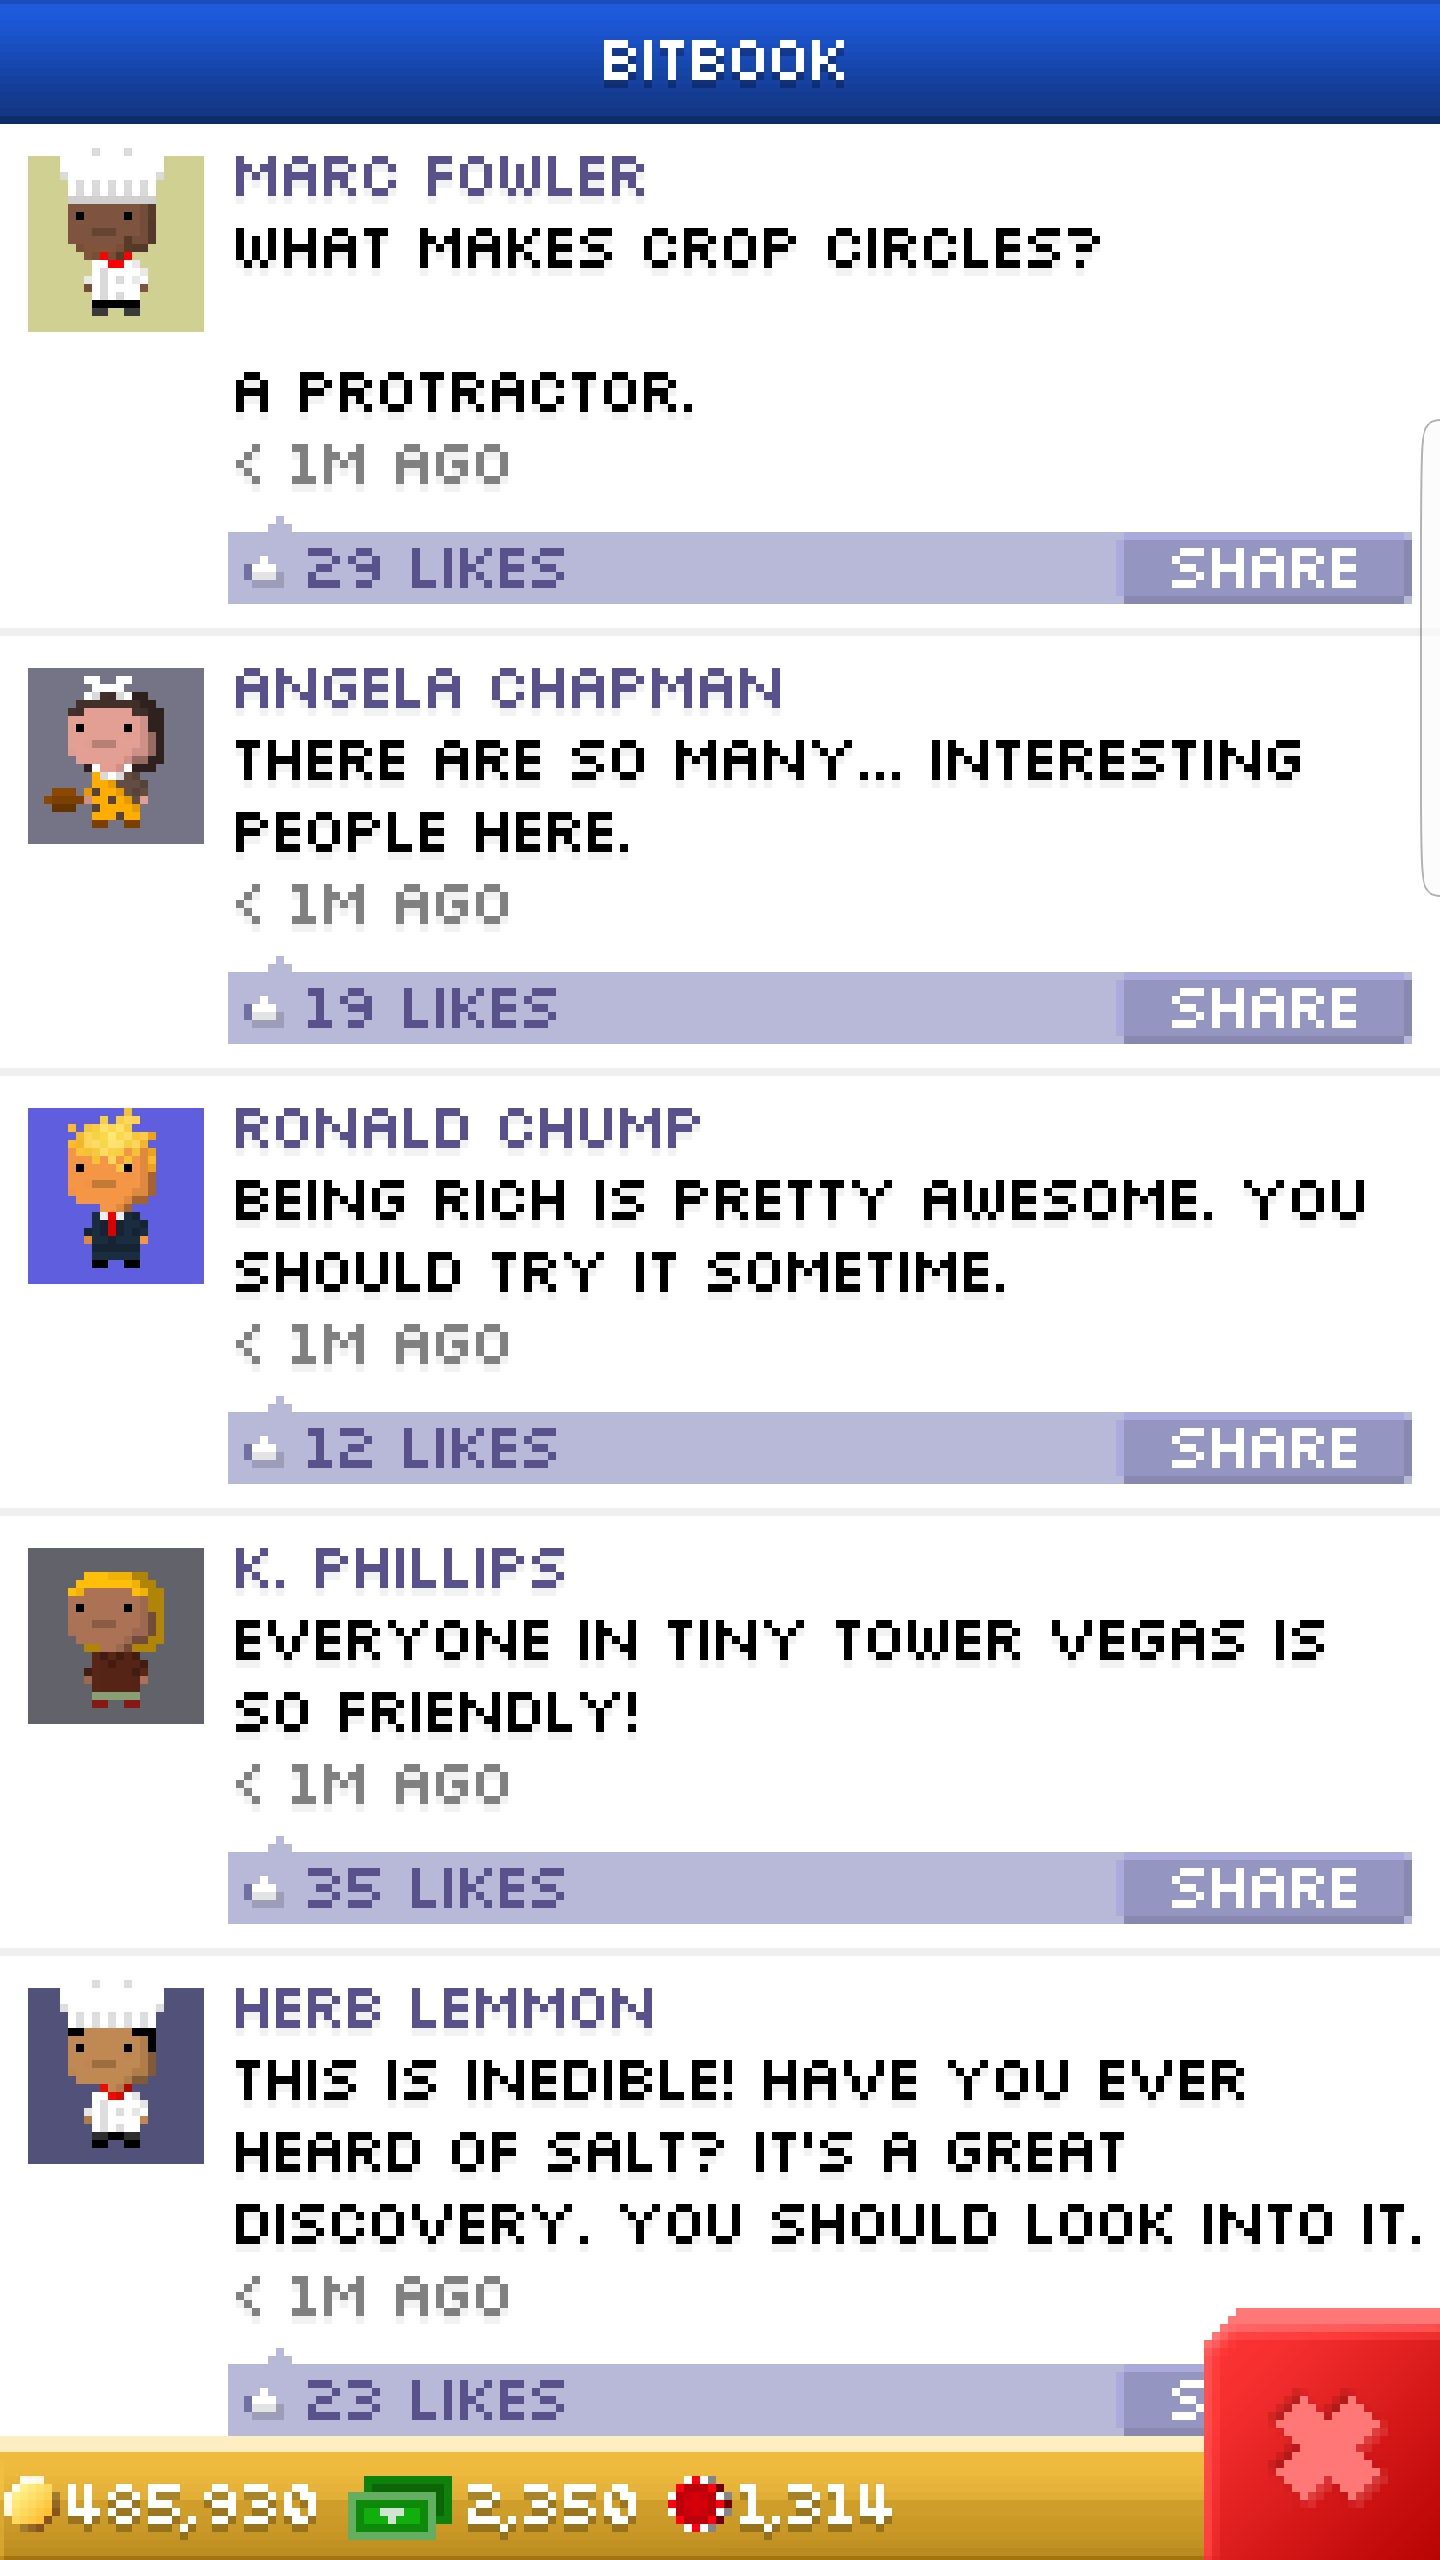 BITBOOK
MARC FOWLER
WHAT MAKES CROP CIRCLES?
A PROTRACTOR.
< 1M AGO
29 LIKES SHARE
ANGELA CHAPMAN
THERE ARE SO MANY... INTERESTING
PEOPLE HERE.
< 1M AGO
19 LIKES SHARE
RONALD CHUMP
BEING RICH IS PRETTY AWESOME. YOU
SHOULD TRY IT SOMETIME.
< 1M AGO
12 LIKES SHARE
K. PHILLIPS
EVERYONE IN TINY TOWER VEGAS IS
SO FRIENDLY!
< 1M AGO
35 LIKES SHARE
HERB LEMMON
THIS IS INEDIBLE! HAVE YOU EVER
HEARD OF SALT? IT'S A GREAT
DISCOVERY. YOU SHOULD LOOK INTO IT.
< 1M AGO
23 LIKES
485,930 2,350 1,314